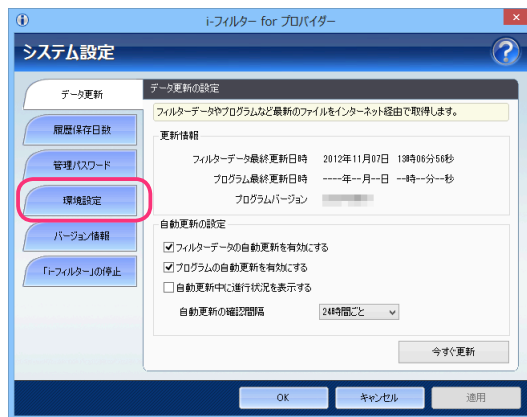 i-フィルター for プロバイダー
システム設定
データ更新
履歴保存日数
管理パスワード
環境設定
バージョン情報
「i-フィルター」の停止
データ更新の設定
フィルターデータやプログラムなど最新のファイルをインターネット経由で取得します。
更新情報
フィルターデータ最終更新日時 2012年11月07日 13時06分56秒
プログラム最終更新日時 ----年--月--日 --時--分--秒
プログラムバージョン
自動更新の設定
フィルターデータの自動更新を有効にする
プログラムの自動更新を有効にする
自動更新中に進行状況を表示する
自動更新の確認間隔 24時間ごと
今すぐ更新
OK キャンセル 適用